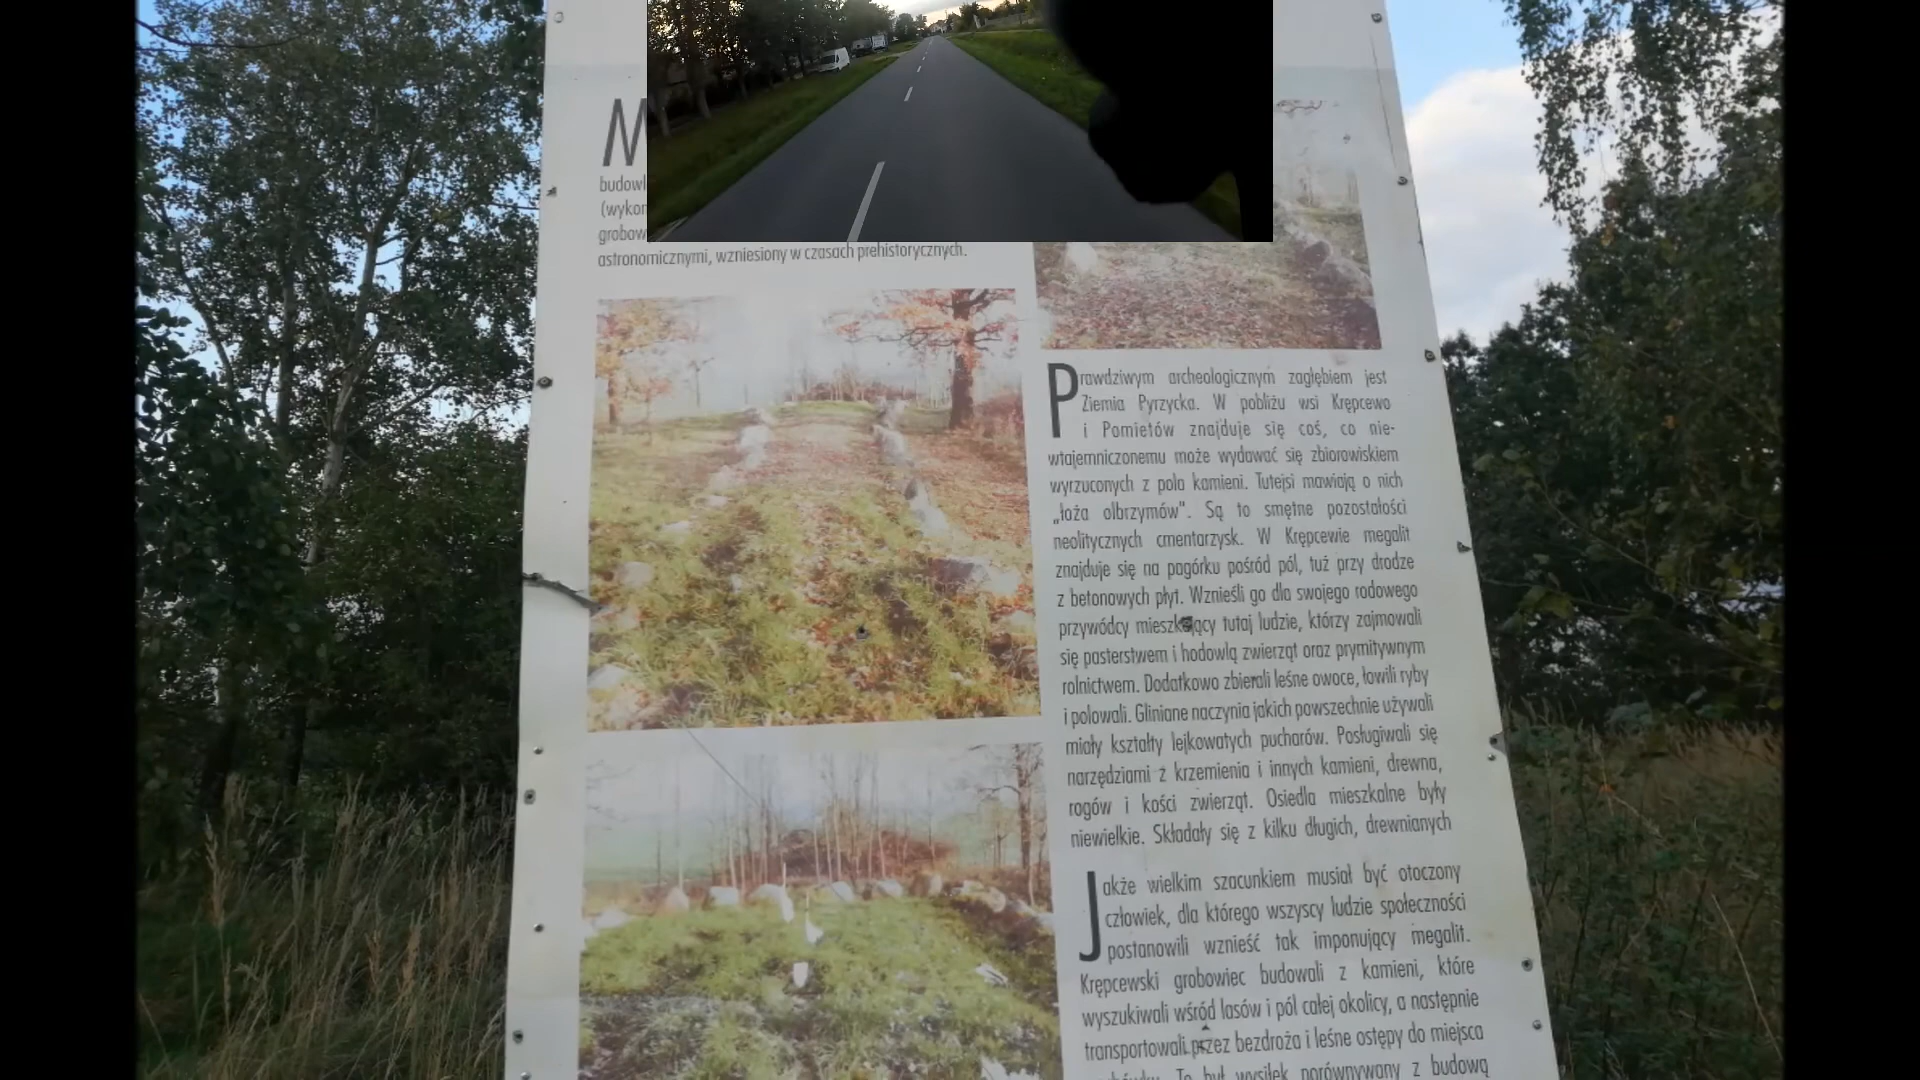 M
astronomicznymi, wzniesiony w czasach prehistorycznych.
Prawdziwym archeologicznym zagłębiem jest
Ziemia Pyrzycka. W pobliżu wsi Krępcewo
i Pomietów znajduje się coś, co nie-
wtajemniczonemu może wydawać się zbiorowiskiem
wyrzuconych z pola kamieni. Tutejsi mawiają o nich
„łoża olbrzymów”. Są to smętne pozostałości
neolitycznych cmentarzysk. W Krępcewie megalit
znajduje się na pagórku pośród pól, tuż przy drodze
z betonowych płyt. Wznieśli go dla swojego rodowego
przywódcy mieszkający tutaj ludzie, którzy zajmowali
się pasterstwem i hodowlą zwierząt oraz prymitywnym
rolnictwem. Dodatkowo zbierali leśne owoce, łowili ryby
i polowali. Gliniane naczynia jakich powszechnie używali
miały kształty lejkowatych pucharów. Posługiwali się
narzędziami z krzemienia i innych kamieni, drewna,
rogów i kości zwierząt. Osiedla mieszkalne były
niewielkie. Składały się z kilku długich, drewnianych
Jakże wielkim szacunkiem musiał być otoczony
człowiek, dla którego wszyscy ludzie społeczności
postanowili wznieść tak imponujący megalit.
Krępcewski grobowiec budowali z kamieni, które
wyszukiwali wśród lasów i pól całej okolicy, a następnie
transportowali przez bezdroża i leśne ostępy do miejsca
To był wysiłek porównywany z budową